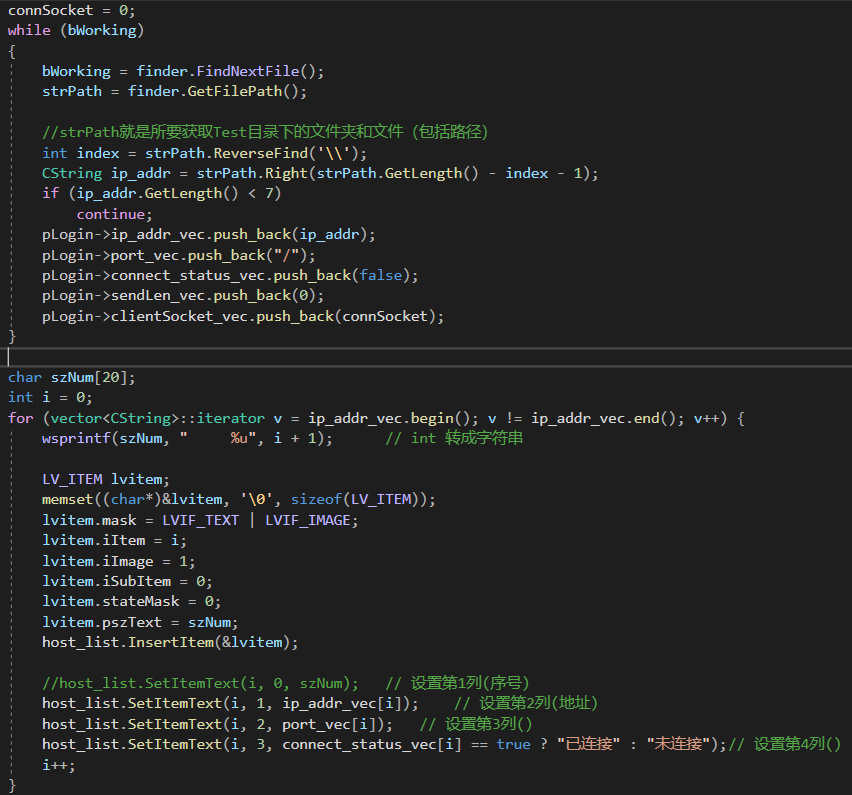 connSocket = 0;
while (bWorking)
{
bWorking = finder.FindNextFile();
strPath = finder.GetFilePath();
//strPath就是所要获取Test目录下的文件夹和文件（包括路径）
int index = strPath.ReverseFind('\\');
CString ip_addr = strPath.Right(strPath.GetLength() - index - 1);
if (ip_addr.GetLength() < 7)
continue;
pLogin->ip_addr_vec.push_back(ip_addr);
pLogin->port_vec.push_back("/");
pLogin->connect_status_vec.push_back(false);
pLogin->sendLen_vec.push_back(0);
pLogin->clientSocket_vec.push_back(connSocket);
}
char szNum[20];
int i = 0;
for (vector<CString>::iterator v = ip_addr_vec.begin(); v != ip_addr_vec.end(); v++) {
wsprintf(szNum, "     %u", i + 1);      // int 转成字符串
LV_ITEM lvitem;
memset((char*)&lvitem, '\0', sizeof(LV_ITEM));
lvitem.mask = LVIF_TEXT | LVIF_IMAGE;
lvitem.iItem = i;
lvitem.iImage = 1;
lvitem.iSubItem = 0;
lvitem.stateMask = 0;
lvitem.pszText = szNum;
host_list.InsertItem(&lvitem);
//host_list.SetItemText(i, 0, szNum);   // 设置第1列(序号)
host_list.SetItemText(i, 1, ip_addr_vec[i]);    // 设置第2列(地址)
host_list.SetItemText(i, 2, port_vec[i]);   // 设置第3列()
host_list.SetItemText(i, 3, connect_status_vec[i] == true ? "已连接" : "未连接");// 设置第4列()
i++;
}